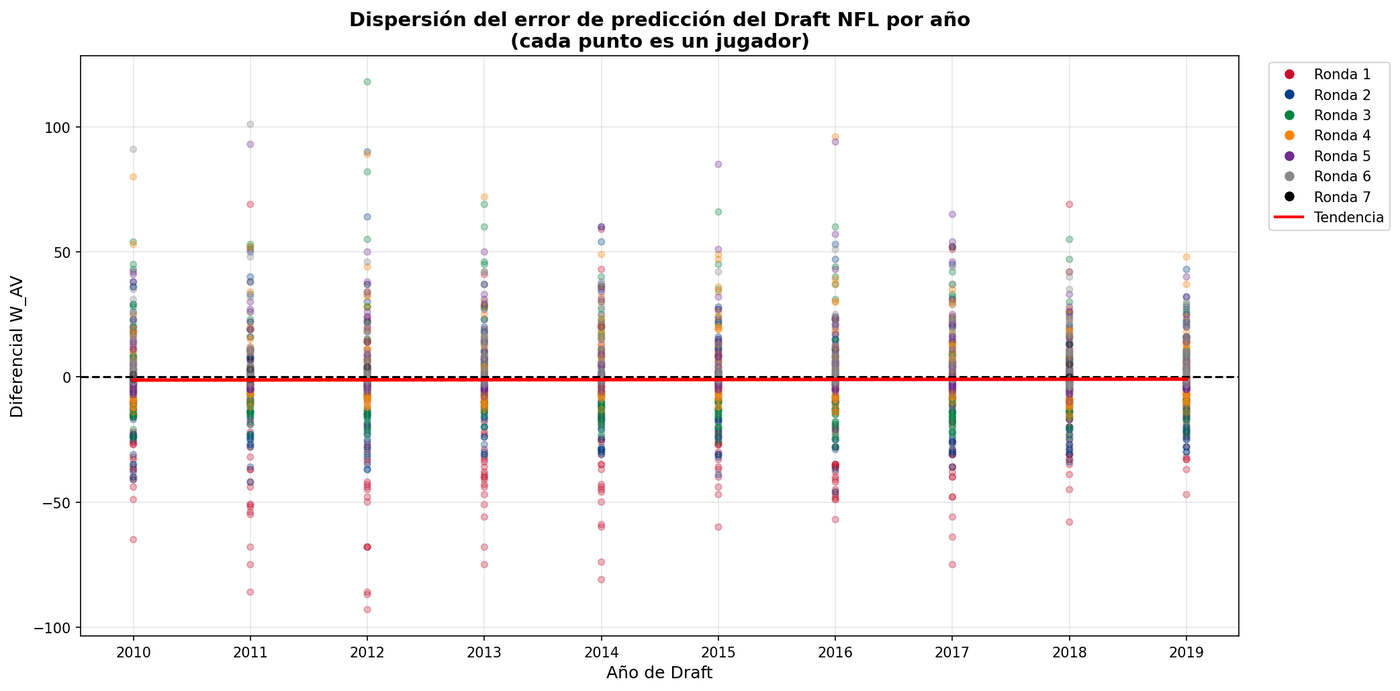 Dispersión del error de predicción del Draft NFL por año
(cada punto es un jugador)
Diferencial W_AV
100
50
0
−50
−100
2010 2011 2012 2013 2014 2015 2016 2017 2018 2019
Año de Draft
Ronda 1
Ronda 2
Ronda 3
Ronda 4
Ronda 5
Ronda 6
Ronda 7
Tendencia